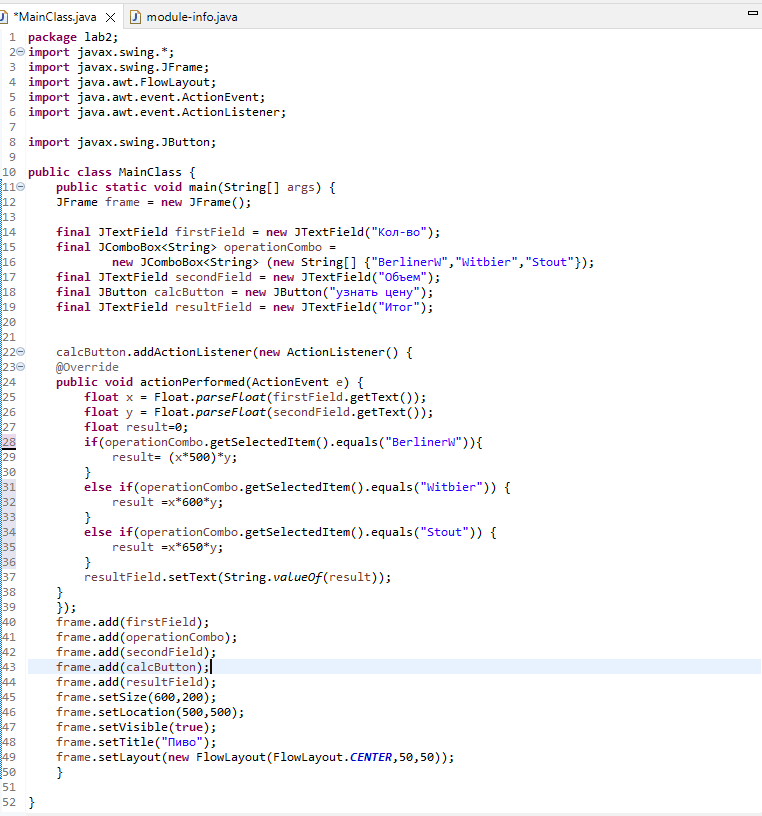 *MainClass.java module-info.java
1 package lab2;
2 import javax.swing.*;
3 import javax.swing.JFrame;
4 import java.awt.FlowLayout;
5 import java.awt.event.ActionEvent;
6 import java.awt.event.ActionListener;
7
8 import javax.swing.JButton;
9
10 public class MainClass {
11 public static void main(String[] args) {
12 JFrame frame = new JFrame();
13
14 final JTextField firstField = new JTextField("Кол-во");
15 final JComboBox<String> operationCombo =
16 new JComboBox<String> (new String[] {"BerlinerW","Witbier","Stout"});
17 final JTextField secondField = new JTextField("Объем");
18 final JButton calcButton = new JButton("узнать цену");
19 final JTextField resultField = new JTextField("Итог");
20
21
22 calcButton.addActionListener(new ActionListener() {
23 @Override
24 public void actionPerformed(ActionEvent e) {
25 float x = Float.parseFloat(firstField.getText());
26 float y = Float.parseFloat(secondField.getText());
27 float result=0;
28 if(operationCombo.getSelectedItem().equals("BerlinerW")){
29 result= (x*500)*y;
30 }
31 else if(operationCombo.getSelectedItem().equals("Witbier")) {
32 result =x*600*y;
33 }
34 else if(operationCombo.getSelectedItem().equals("Stout")) {
35 result =x*650*y;
36 }
37 resultField.setText(String.valueOf(result));
38 }
39 });
40 frame.add(firstField);
41 frame.add(operationCombo);
42 frame.add(secondField);
43 frame.add(calcButton);
44 frame.add(resultField);
45 frame.setSize(600,200);
46 frame.setLocation(500,500);
47 frame.setVisible(true);
48 frame.setTitle("Пиво");
49 frame.setLayout(new FlowLayout(FlowLayout.CENTER,50,50));
50 }
51
52 }